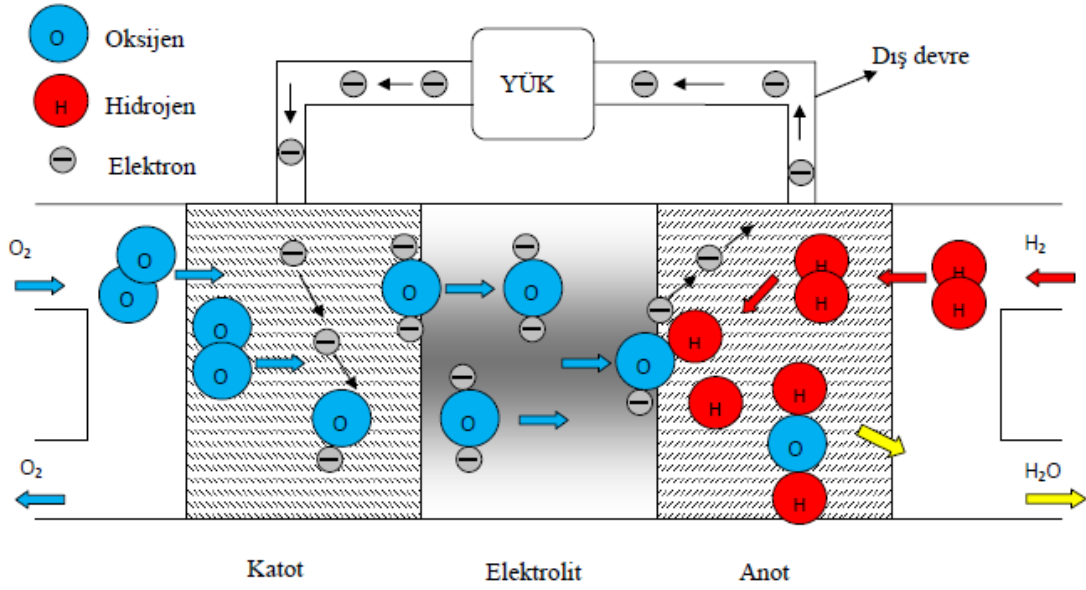 O Oksijen
H Hidrojen
Elektron
YÜK
Dış devre
O₂
H₂
O
O
O
O
O
O
O
O
O
O
H
H
H
H
H
H
H
H
O₂
H₂O
Katot
Elektrolit
Anot